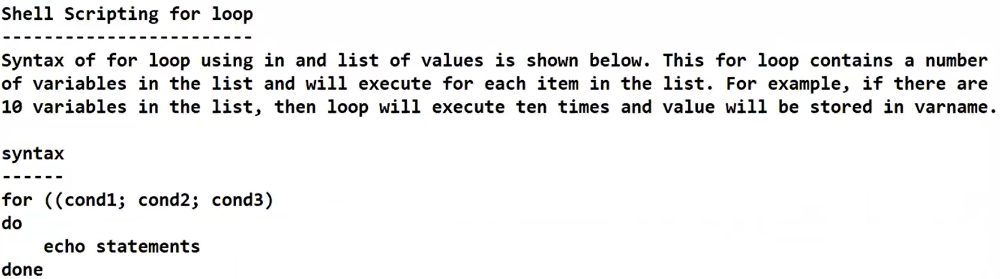 Shell Scripting for loop
------------------------
Syntax of for loop using in and list of values is shown below. This for loop contains a number
of variables in the list and will execute for each item in the list. For example, if there are
10 variables in the list, then loop will execute ten times and value will be stored in varname.

syntax
------
for ((cond1; cond2; cond3)
do
    echo statements
done